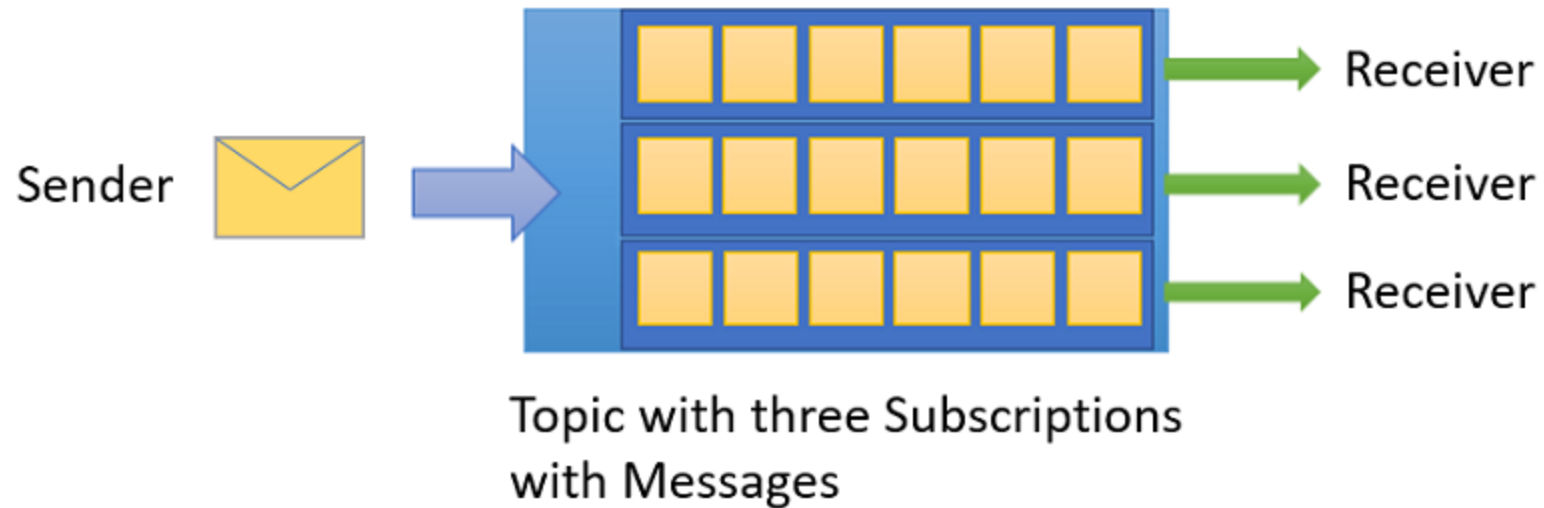 Sender
Receiver
Receiver
Receiver
Topic with three Subscriptions
with Messages